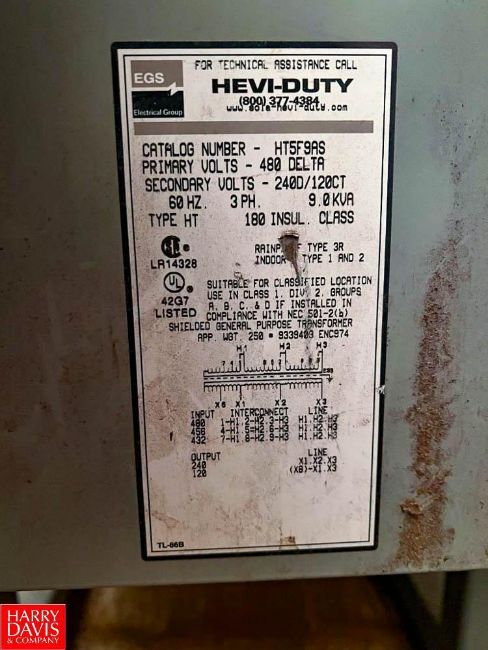 FOR TECHNICAL ASSISTANCE CALL
EGS
Electrical Group
HEVI-DUTY
(800) 377-4384
www.sola-hevi-duty.com
CATALOG NUMBER - HT5F9AS
PRIMARY VOLTS - 480 DELTA
SECONDARY VOLTS - 240D/120CT
60 HZ. 3 PH. 9.0 KVA
TYPE HT 180 INSUL. CLASS
LR14328
TYPE 3R
INDOOR TYPE 1 AND 2
UL
42G7
LISTED
SUITABLE FOR CLASSIFIED LOCATION
USE IN CLASS 1, DIV. 2, GROUPS
A, B, C, & D IF INSTALLED IN
COMPLIANCE WITH NEC 501-2(b)
SHIELDED GENERAL PURPOSE TRANSFORMER
APP. WGT. 250 # 9339403 ENC974
H1 H2 H3
X6 X1 X2 X3
INPUT INTERCONNECT LINE
480 1-H1,2-H2,3-H3 H1,H2,H3
456 4-H1,5-H2,6-H3 H1,H2,H3
432 7-H1,8-H2,9-H3 H1,H2,H3
OUTPUT LINE
240 X1,X2,X3
120 X1,X3
TL-66B
HARRY
DAVIS
& COMPANY